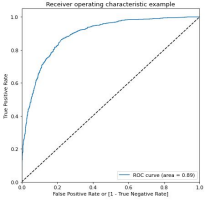 Receiver operating characteristic example
1.0
0.8
0.6
0.4
0.2
0.0
True Positive Rate
ROC curve (area = 0.89)
0.0 0.2 0.4 0.6 0.8 1.0
False Positive Rate or [1 - True Negative Rate]